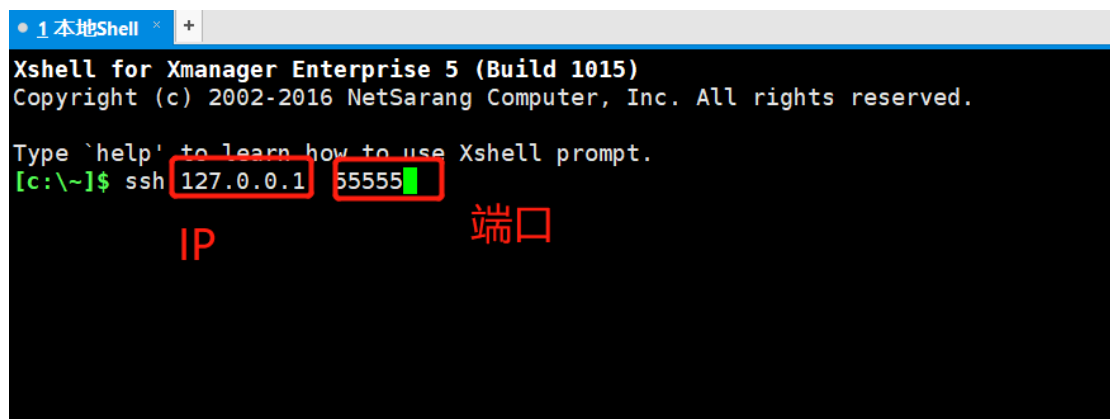 1 本地Shell × +
Xshell for Xmanager Enterprise 5 (Build 1015)
Copyright (c) 2002-2016 NetSarang Computer, Inc. All rights reserved.
Type `help' to learn how to use Xshell prompt.
[c:\~]$ ssh 127.0.0.1 55555
IP
端口